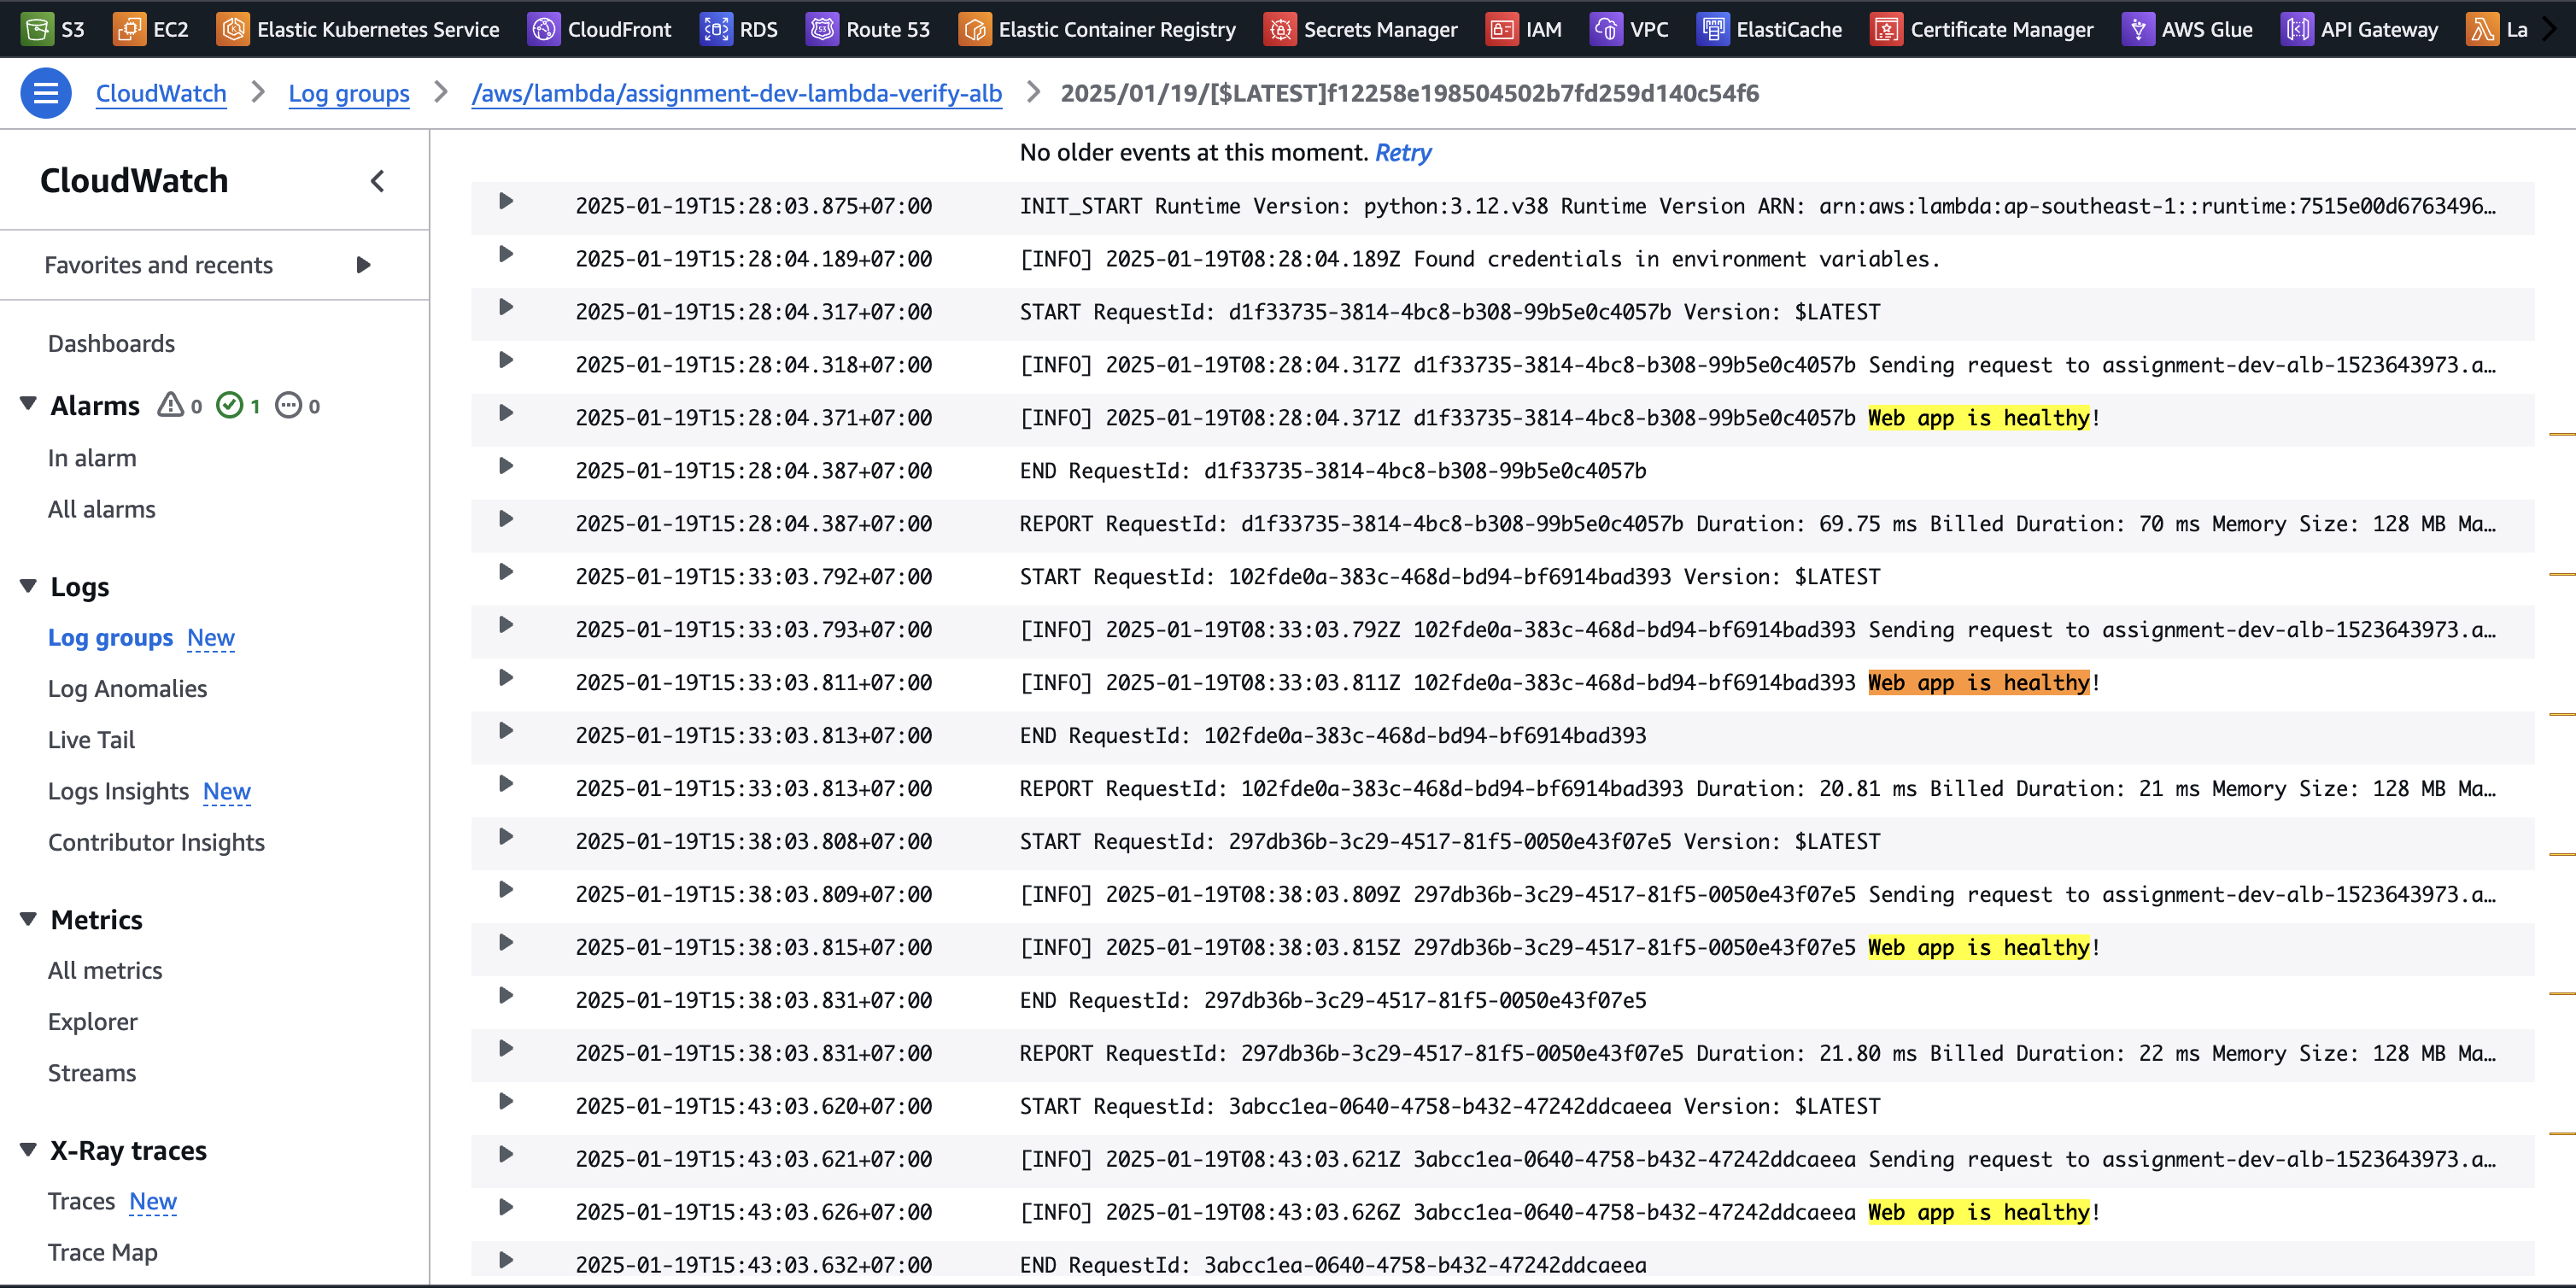 S3 EC2 Elastic Kubernetes Service CloudFront RDS Route 53 Elastic Container Registry Secrets Manager IAM VPC ElastiCache Certificate Manager AWS Glue API Gateway La
CloudWatch > Log groups > /aws/lambda/assignment-dev-lambda-verify-alb > 2025/01/19/[$LATEST]f12258e198504502b7fd259d140c54f6
CloudWatch
Favorites and recents
Dashboards
Alarms 0 1 0
In alarm
All alarms
Logs
Log groups New
Log Anomalies
Live Tail
Logs Insights New
Contributor Insights
Metrics
All metrics
Explorer
Streams
X-Ray traces
Traces New
Trace Map
No older events at this moment. Retry
2025-01-19T15:28:03.875+07:00 INIT_START Runtime Version: python:3.12.v38 Runtime Version ARN: arn:aws:lambda:ap-southeast-1::runtime:7515e00d6763496…
2025-01-19T15:28:04.189+07:00 [INFO] 2025-01-19T08:28:04.189Z Found credentials in environment variables.
2025-01-19T15:28:04.317+07:00 START RequestId: d1f33735-3814-4bc8-b308-99b5e0c4057b Version: $LATEST
2025-01-19T15:28:04.318+07:00 [INFO] 2025-01-19T08:28:04.317Z d1f33735-3814-4bc8-b308-99b5e0c4057b Sending request to assignment-dev-alb-1523643973.a…
2025-01-19T15:28:04.371+07:00 [INFO] 2025-01-19T08:28:04.371Z d1f33735-3814-4bc8-b308-99b5e0c4057b Web app is healthy!
2025-01-19T15:28:04.387+07:00 END RequestId: d1f33735-3814-4bc8-b308-99b5e0c4057b
2025-01-19T15:28:04.387+07:00 REPORT RequestId: d1f33735-3814-4bc8-b308-99b5e0c4057b Duration: 69.75 ms Billed Duration: 70 ms Memory Size: 128 MB Ma…
2025-01-19T15:33:03.792+07:00 START RequestId: 102fde0a-383c-468d-bd94-bf6914bad393 Version: $LATEST
2025-01-19T15:33:03.793+07:00 [INFO] 2025-01-19T08:33:03.792Z 102fde0a-383c-468d-bd94-bf6914bad393 Sending request to assignment-dev-alb-1523643973.a…
2025-01-19T15:33:03.811+07:00 [INFO] 2025-01-19T08:33:03.811Z 102fde0a-383c-468d-bd94-bf6914bad393 Web app is healthy!
2025-01-19T15:33:03.813+07:00 END RequestId: 102fde0a-383c-468d-bd94-bf6914bad393
2025-01-19T15:33:03.813+07:00 REPORT RequestId: 102fde0a-383c-468d-bd94-bf6914bad393 Duration: 20.81 ms Billed Duration: 21 ms Memory Size: 128 MB Ma…
2025-01-19T15:38:03.808+07:00 START RequestId: 297db36b-3c29-4517-81f5-0050e43f07e5 Version: $LATEST
2025-01-19T15:38:03.809+07:00 [INFO] 2025-01-19T08:38:03.809Z 297db36b-3c29-4517-81f5-0050e43f07e5 Sending request to assignment-dev-alb-1523643973.a…
2025-01-19T15:38:03.815+07:00 [INFO] 2025-01-19T08:38:03.815Z 297db36b-3c29-4517-81f5-0050e43f07e5 Web app is healthy!
2025-01-19T15:38:03.831+07:00 END RequestId: 297db36b-3c29-4517-81f5-0050e43f07e5
2025-01-19T15:38:03.831+07:00 REPORT RequestId: 297db36b-3c29-4517-81f5-0050e43f07e5 Duration: 21.80 ms Billed Duration: 22 ms Memory Size: 128 MB Ma…
2025-01-19T15:43:03.620+07:00 START RequestId: 3abcc1ea-0640-4758-b432-47242ddcaeea Version: $LATEST
2025-01-19T15:43:03.621+07:00 [INFO] 2025-01-19T08:43:03.621Z 3abcc1ea-0640-4758-b432-47242ddcaeea Sending request to assignment-dev-alb-1523643973.a…
2025-01-19T15:43:03.626+07:00 [INFO] 2025-01-19T08:43:03.626Z 3abcc1ea-0640-4758-b432-47242ddcaeea Web app is healthy!
2025-01-19T15:43:03.632+07:00 END RequestId: 3abcc1ea-0640-4758-b432-47242ddcaeea